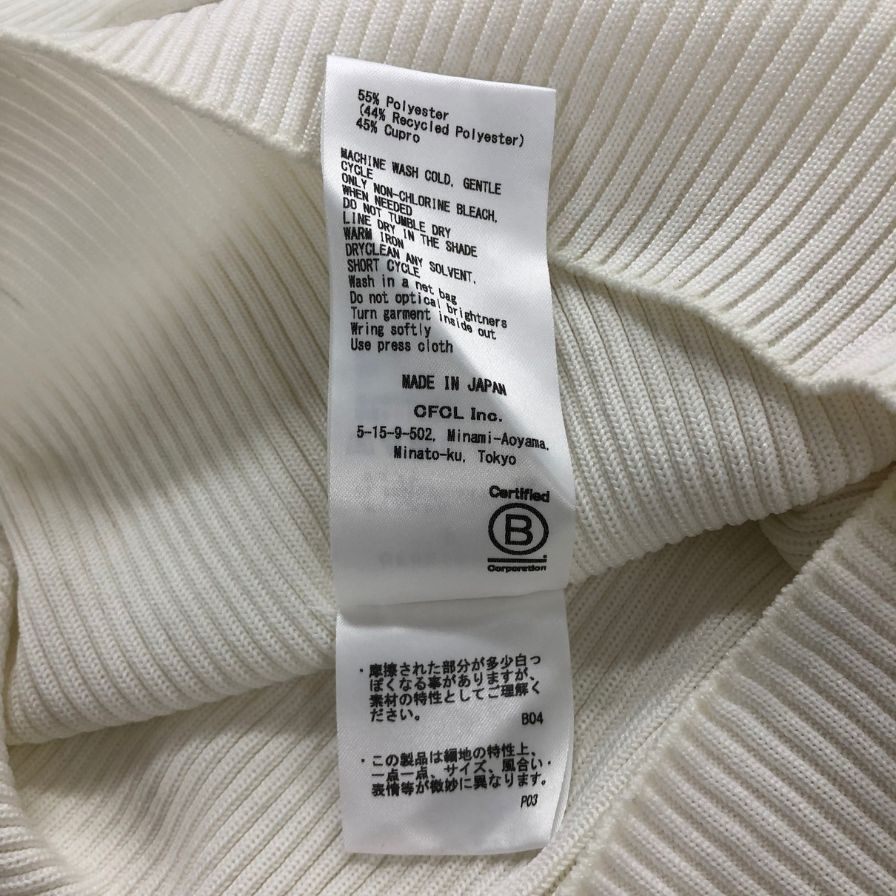 55% Polyester
(44% Recycled Polyester)
45% Cupro
MACHINE WASH COLD, GENTLE
CYCLE
ONLY NON-CHLORINE BLEACH,
WHEN NEEDED
DO NOT TUMBLE DRY
LINE DRY IN THE SHADE
WARM IRON
DRYCLEAN ANY SOLVENT,
SHORT CYCLE
Wash in a net bag
Do not optical brightners
Turn garment inside out
Wring softly
Use press cloth
MADE IN JAPAN
CFCL Inc.
5-15-9-502, Minami-Aoyama,
Minato-ku, Tokyo
Certified
B
Corporation
・摩擦された部分が多少白っ
ぽくなる事がありますが、
素材の特性としてご理解く
ださい。
B04
・この製品は編地の特性上、
一点一点、サイズ、風合い・
表情等が微妙に異なります。
P03